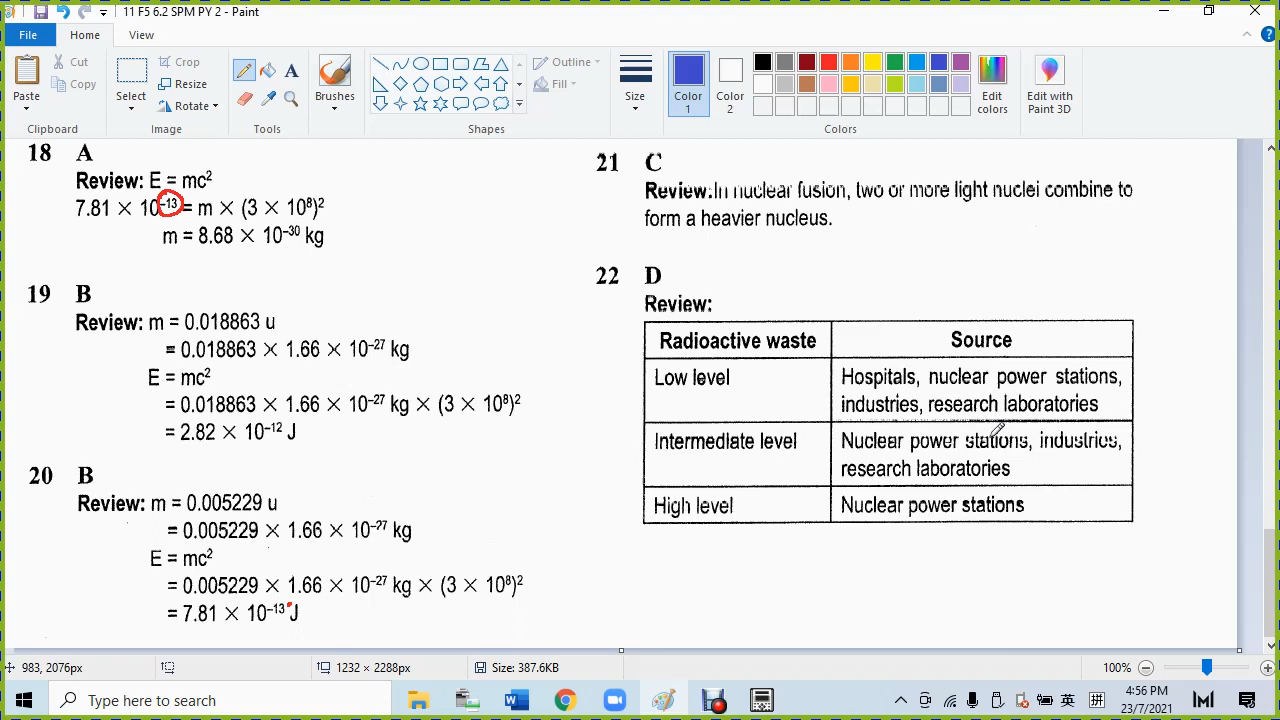 11 F5 6.2 SPM PY 2 - Paint
File
Home
View
Paste
Cut
Copy
Clipboard
Select
Crop
Resize
Rotate
Image
A
Tools
Brushes
Shapes
Outline
Fill
Size
Color 1
Color 2
Edit colors
Edit with Paint 3D
Colors
18 A
Review: E = mc²
7.81 × 10⁻¹³ = m × (3 × 10⁸)²
m = 8.68 × 10⁻³⁰ kg
19 B
Review: m = 0.018863 u
= 0.018863 × 1.66 × 10⁻²⁷ kg
E = mc²
= 0.018863 × 1.66 × 10⁻²⁷ kg × (3 × 10⁸)²
= 2.82 × 10⁻¹² J
20 B
Review: m = 0.005229 u
= 0.005229 × 1.66 × 10⁻²⁷ kg
E = mc²
= 0.005229 × 1.66 × 10⁻²⁷ kg × (3 × 10⁸)²
= 7.81 × 10⁻¹³ J
21 C
Review: In nuclear fusion, two or more light nuclei combine to
form a heavier nucleus.
22 D
Review:
Radioactive waste Source
Low level Hospitals, nuclear power stations,
industries, research laboratories
Intermediate level Nuclear power stations, industries,
research laboratories
High level Nuclear power stations
983, 2076px
1232 × 2288px
Size: 387.6KB
100%
Type here to search
英
拼
4:56 PM
23/7/2021